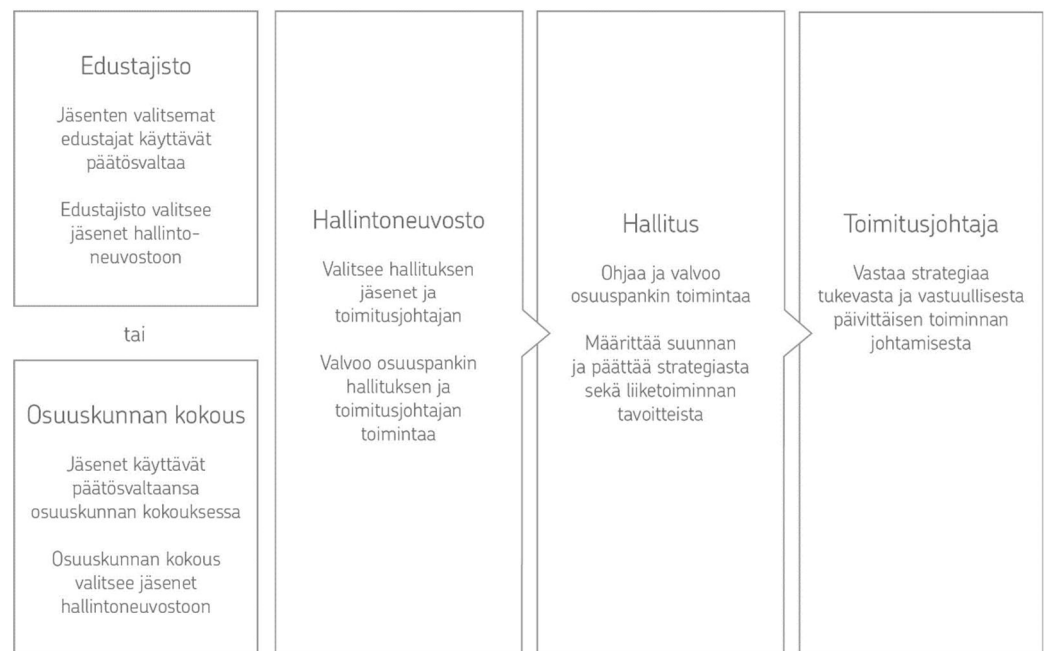 Edustajisto
Jäsenten valitsemat
edustajat käyttävät
päätösvaltaa
Edustajisto valitsee
jäsenet hallinto-
neuvostoon
tai
Osuuskunnan kokous
Jäsenet käyttävät
päätösvaltaansa
osuuskunnan kokouksessa
Osuuskunnan kokous
valitsee jäsenet
hallintoneuvostoon
Hallintoneuvosto
Valitsee hallituksen
jäsenet ja
toimitusjohtajan
Valvoo osuuspankin
hallituksen ja
toimitusjohtajan
toimintaa
Hallitus
Ohjaa ja valvoo
osuuspankin toimintaa
Määrittää suunnan
ja päättää strategiasta
sekä liiketoiminnan
tavoitteista
Toimitusjohtaja
Vastaa strategiaa
tukevasta ja vastuullisesta
päivittäisen toiminnan
johtamisesta